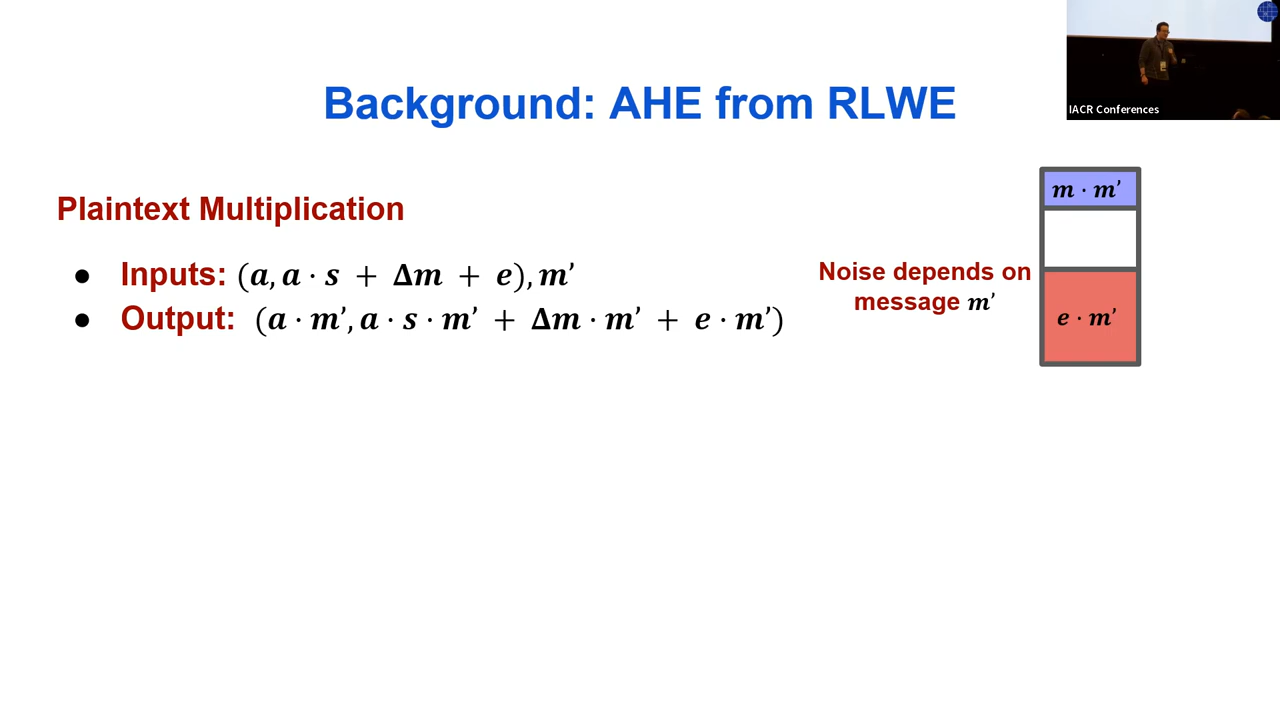 IACR Conferences
Background: AHE from RLWE
Plaintext Multiplication
● Inputs: (a, a · s + Δm + e), m’
● Output: (a · m’, a · s · m’ + Δm · m’ + e · m’)
Noise depends on
message m’
m · m’
e · m’